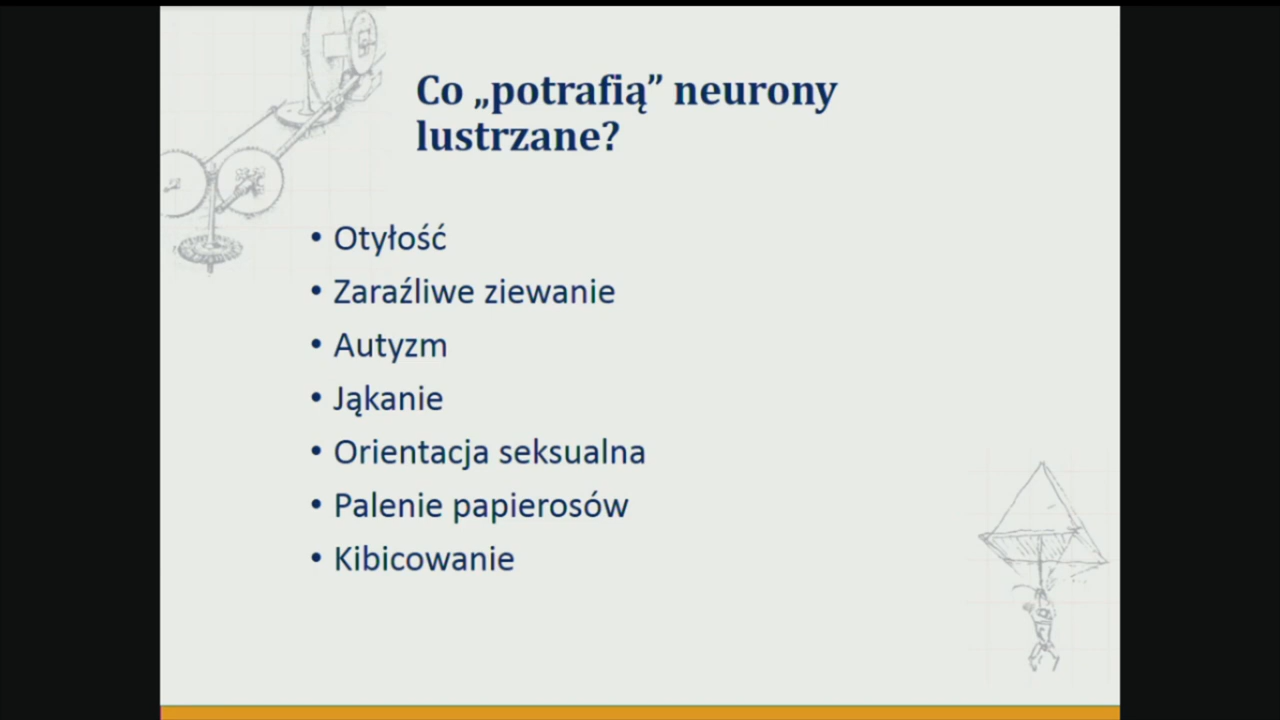 Co „potrafią” neurony
lustrzane?
• Otyłość
• Zaraźliwe ziewanie
• Autyzm
• Jąkanie
• Orientacja seksualna
• Palenie papierosów
• Kibicowanie